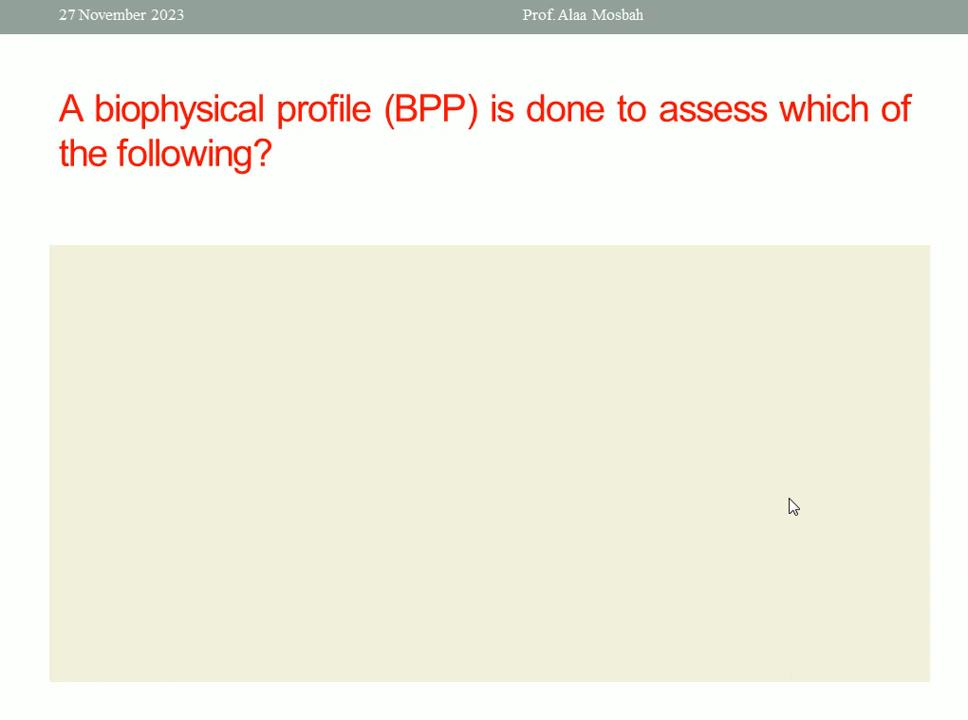 27 November 2023 Prof. Alaa Mosbah
A biophysical profile (BPP) is done to assess which of
the following?